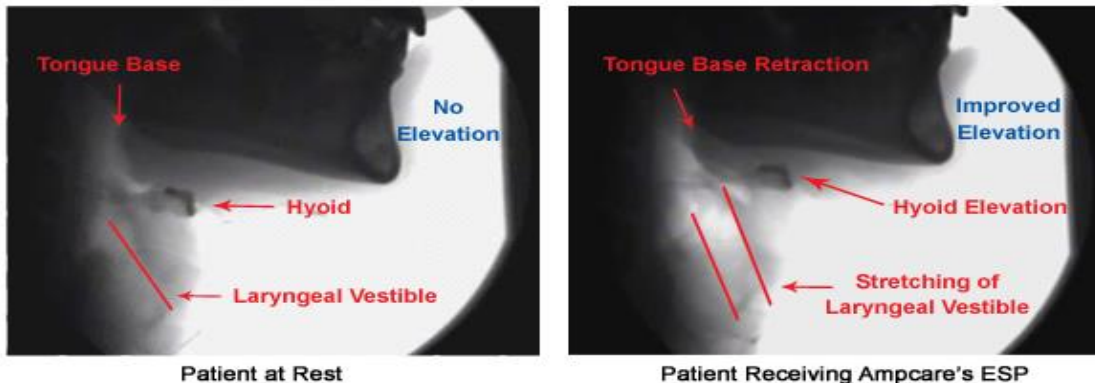 Tongue Base
No
Elevation
Hyoid
Laryngeal Vestible
Patient at Rest
Tongue Base Retraction
Improved
Elevation
Hyoid Elevation
Stretching of
Laryngeal Vestible
Patient Receiving Ampcare's ESP